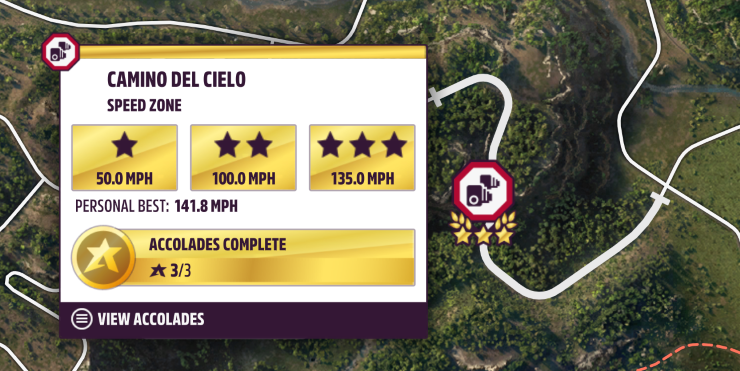 CAMINO DEL CIELO
SPEED ZONE
50.0 MPH
100.0 MPH
135.0 MPH
PERSONAL BEST: 141.8 MPH
ACCOLADES COMPLETE
3/3
VIEW ACCOLADES